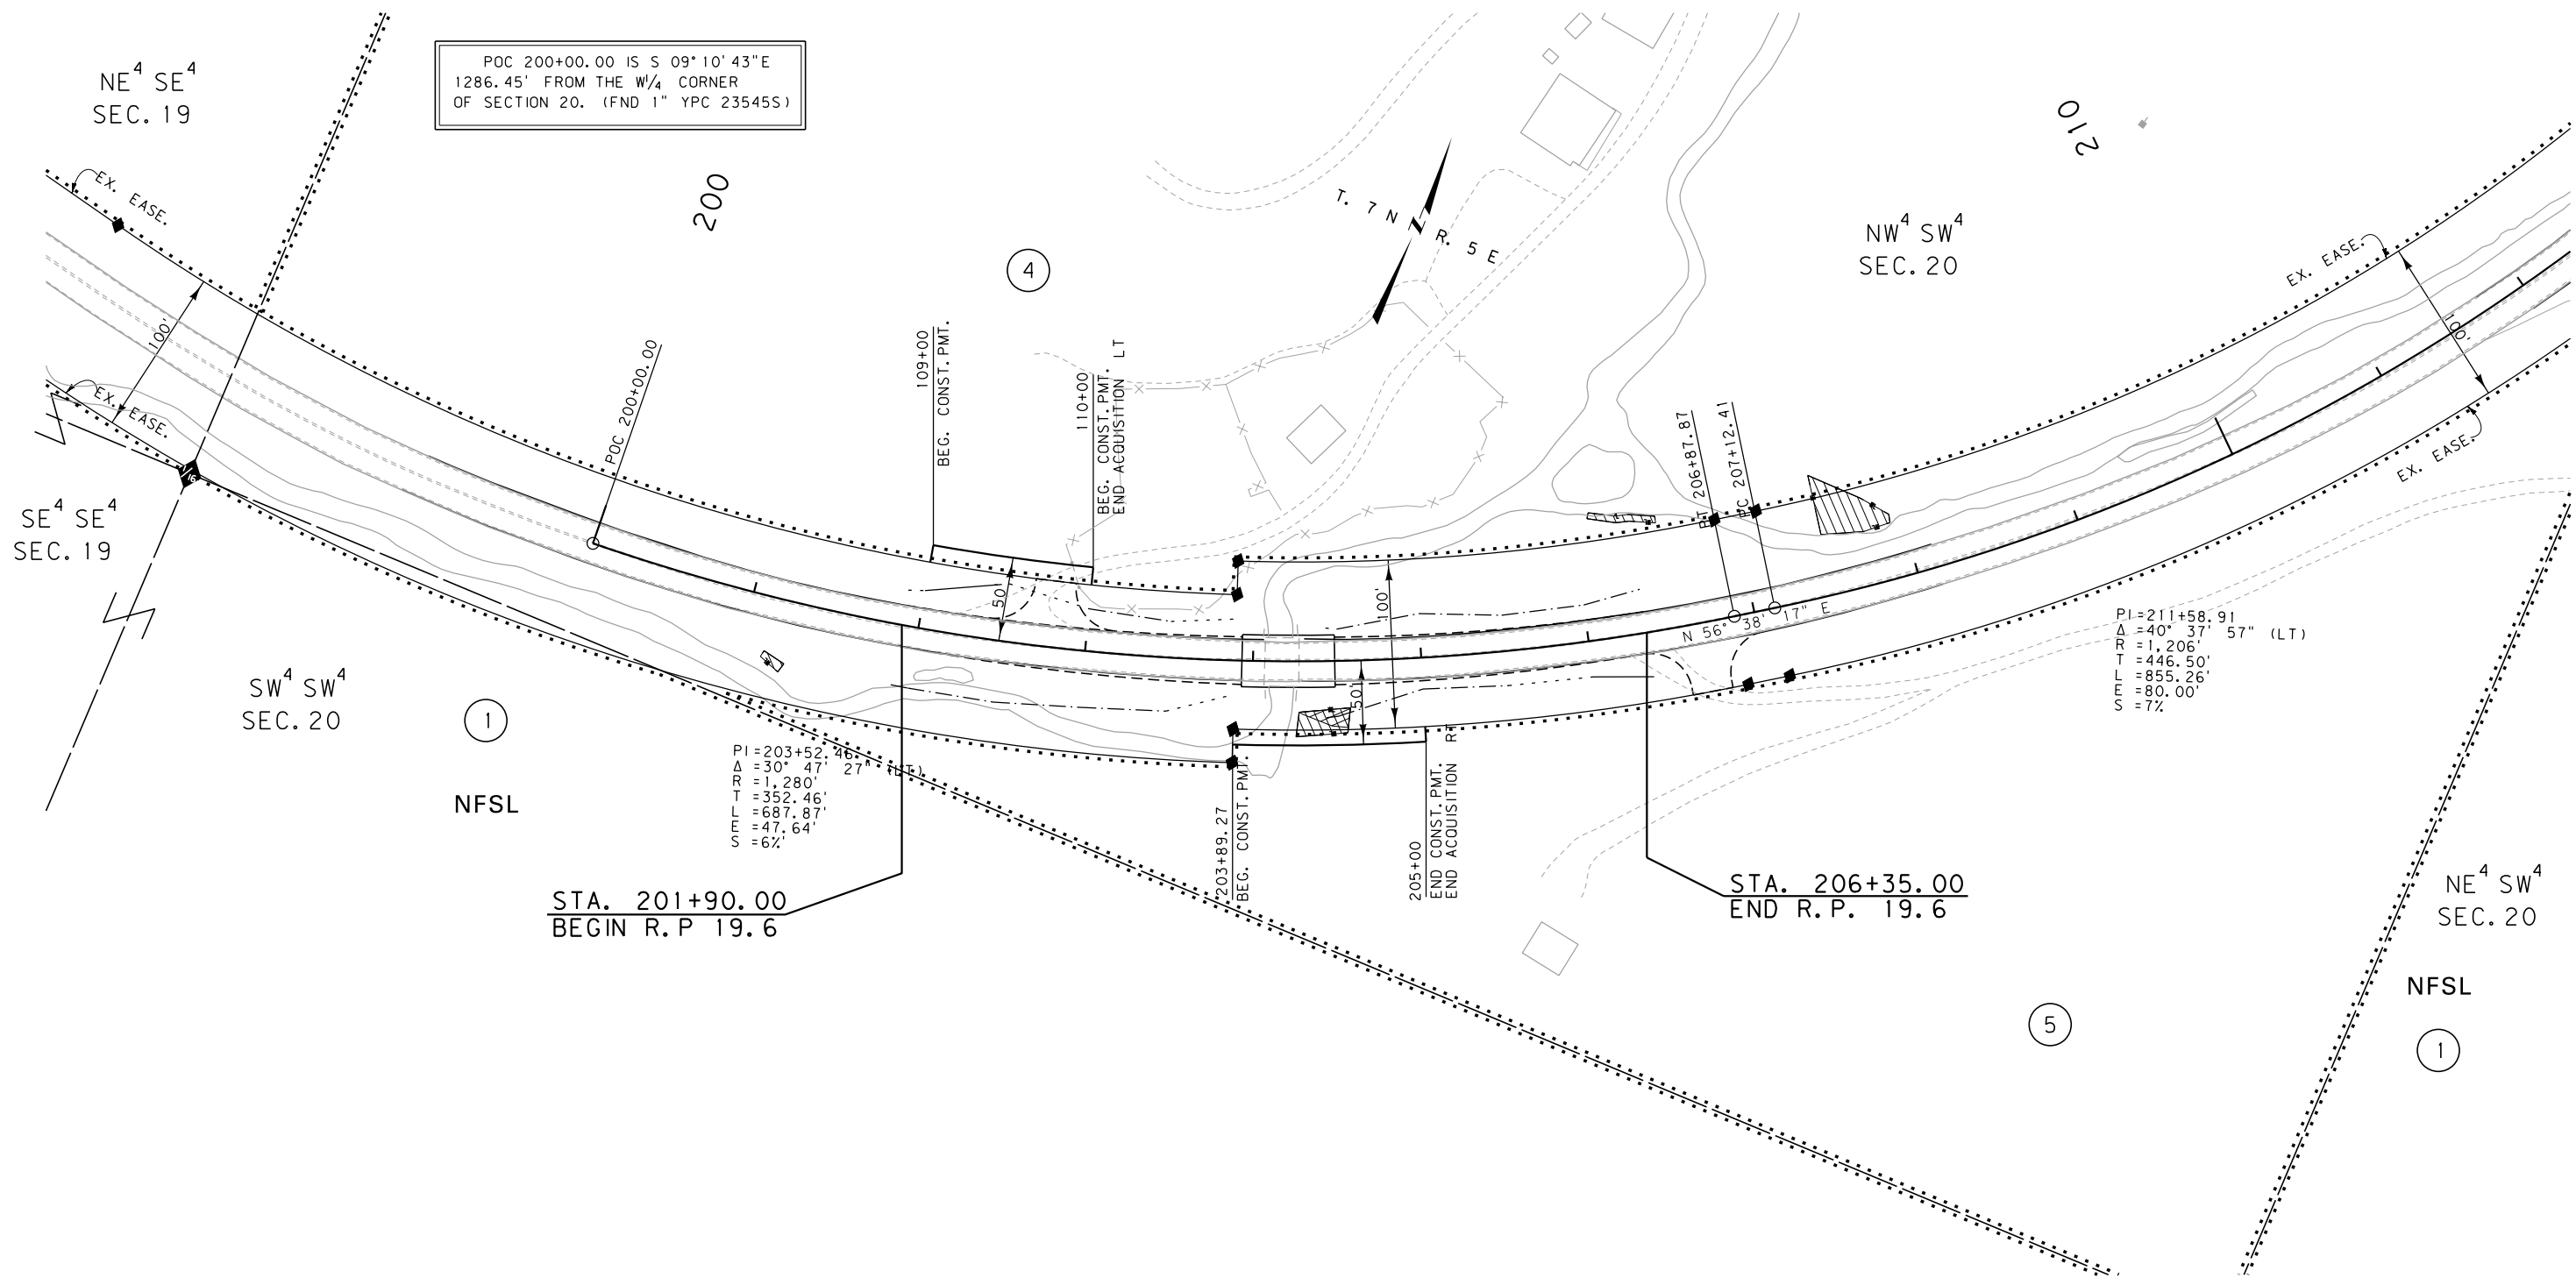 NE4 SE4
SEC. 19
POC 200+00.00 IS S 09°10'43"E
1286.45' FROM THE W¼ CORNER
OF SECTION 20. (FND 1" YPC 23545S)
EX. EASE.
100'
EX. EASE.
1/16
SE4 SE4
SEC. 19
200
POC 200+00.00
4
109+00
BEG. CONST. PMT.
110+00
BEG. CONST. PMT.
END ACQUISITION LT
T. 7 N
R. 5 E
N
210
NW4 SW4
SEC. 20
EX. EASE.
100'
EX. EASE.
PT 206+87.87
PC 207+12.41
N 56° 38' 17" E
50'
100'
50'
PI =211+58.91
Δ =40° 37' 57" (LT)
R =1,206'
T =446.50'
L =855.26'
E =80.00'
S =7%
SW4 SW4
SEC. 20
1
NFSL
PI =203+52.46
Δ =30° 47' 27" (LT)
R =1,280'
T =352.46'
L =687.87'
E =47.64'
S =6%'
203+89.27
BEG. CONST. PMT.
205+00
END CONST. PMT.
END ACQUISITION RT
STA. 201+90.00
BEGIN R.P 19.6
STA. 206+35.00
END R.P. 19.6
NE4 SW4
SEC. 20
NFSL
5
1